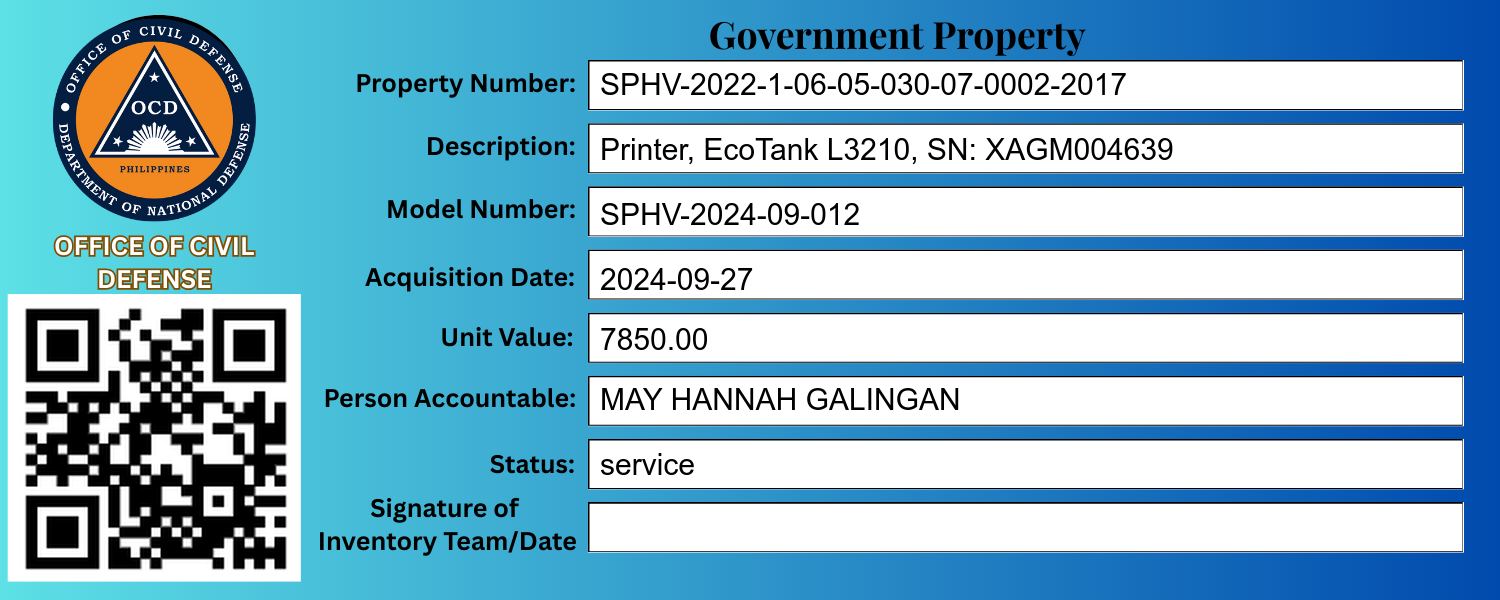 OFFICE OF CIVIL DEFENSE
DEPARTMENT OF NATIONAL DEFENSE
OCD
PHILIPPINES
OFFICE OF CIVIL
DEFENSE
Government Property
Property Number: SPHV-2022-1-06-05-030-07-0002-2017
Description: Printer, EcoTank L3210, SN: XAGM004639
Model Number: SPHV-2024-09-012
Acquisition Date: 2024-09-27
Unit Value: 7850.00
Person Accountable: MAY HANNAH GALINGAN
Status: service
Signature of
Inventory Team/Date